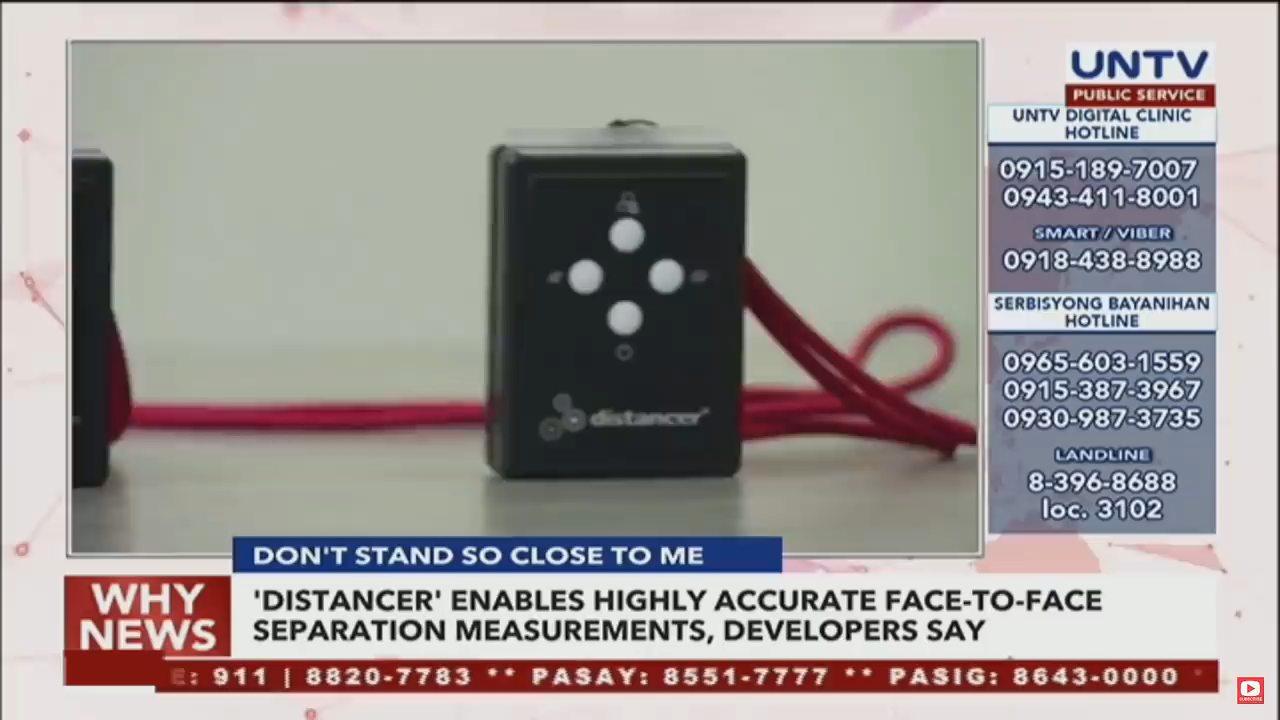 UNTV
PUBLIC SERVICE
UNTV DIGITAL CLINIC
HOTLINE
0915-189-7007
0943-411-8001
SMART / VIBER
0918-438-8988
SERBISYONG BAYANIHAN
HOTLINE
0965-603-1559
0915-387-3967
0930-987-3735
LANDLINE
8-396-8688
loc. 3102
distancer
DON'T STAND SO CLOSE TO ME
WHY
NEWS
'DISTANCER' ENABLES HIGHLY ACCURATE FACE-TO-FACE
SEPARATION MEASUREMENTS, DEVELOPERS SAY
E: 911 | 8820-7783 ** PASAY: 8551-7777 ** PASIG: 8643-0000
SUBSCRIBE